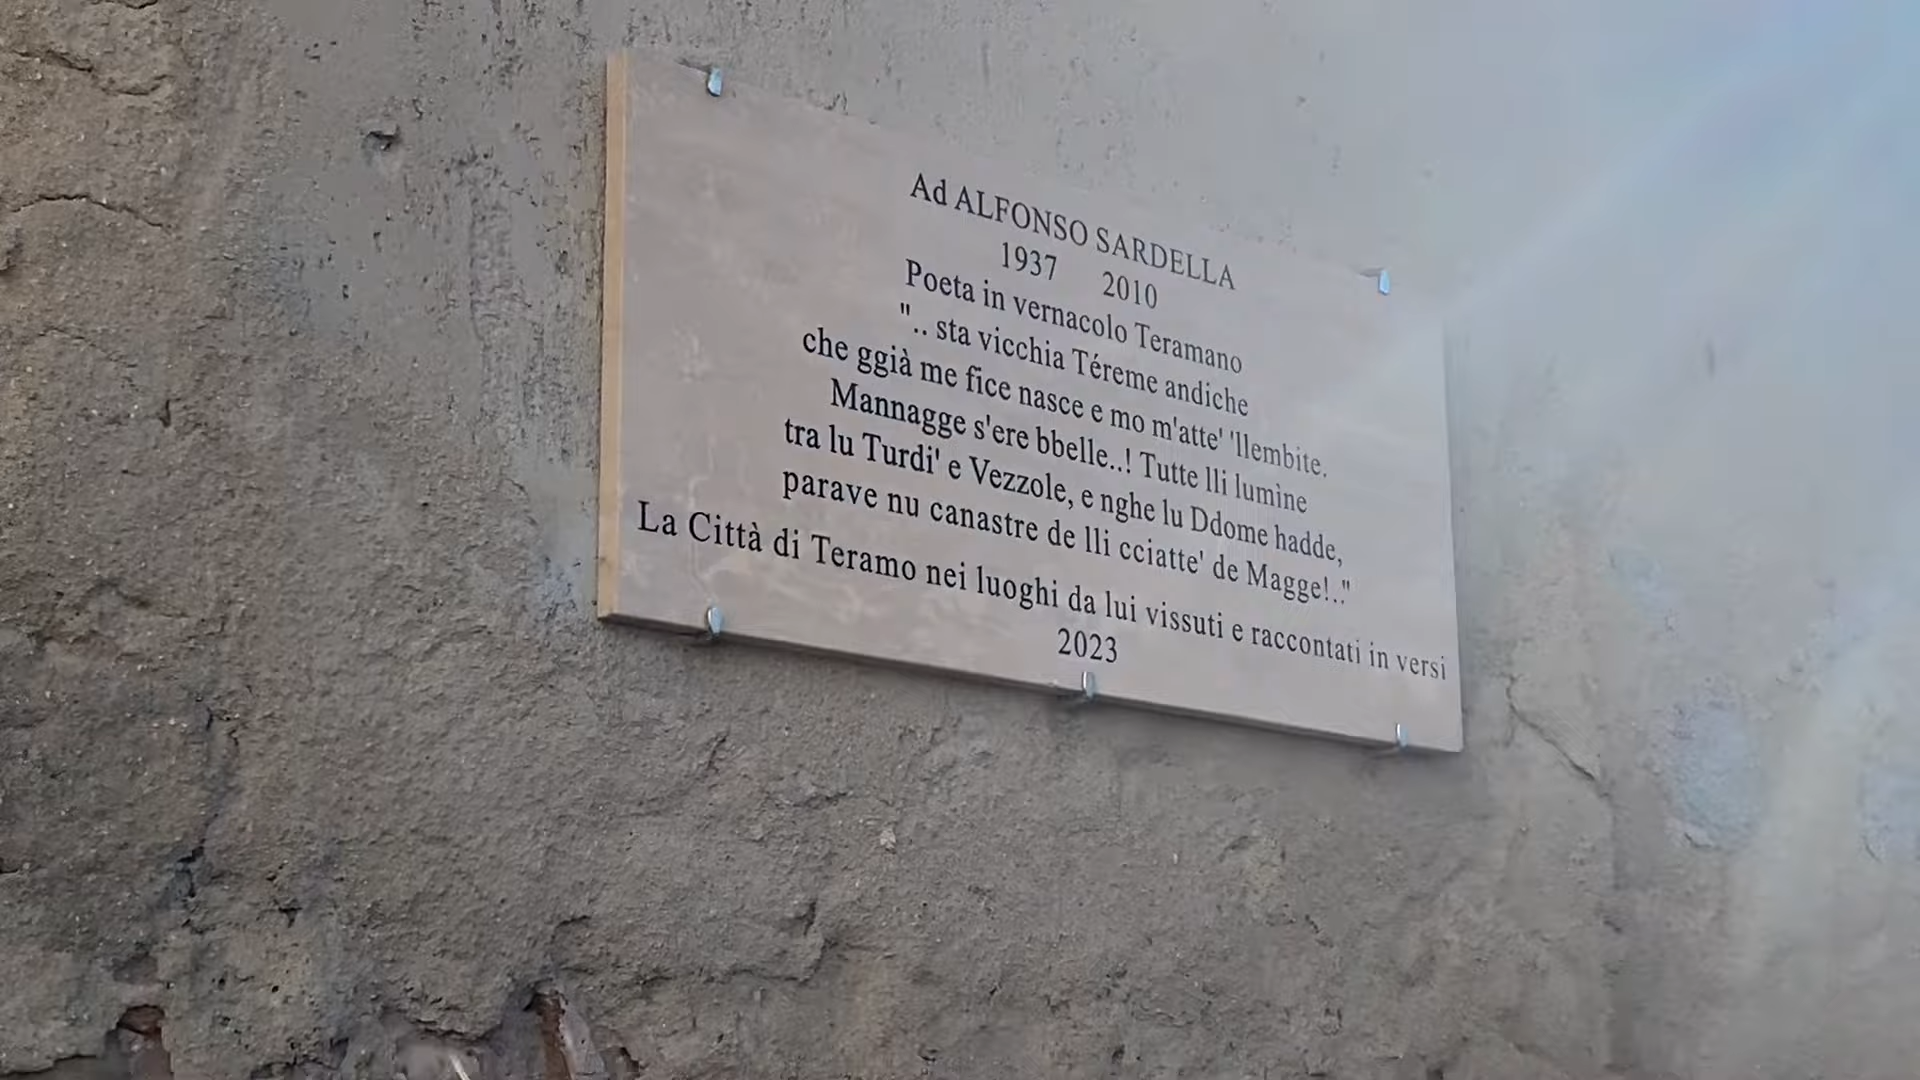 Ad ALFONSO SARDELLA
1937 2010
Poeta in vernacolo Teramano
".. sta vicchia Téreme andiche
che ggià me fice nasce e mo m'atte' 'llembite.
Mannagge s'ere bbelle..! Tutte lli lumìne
tra lu Turdi' e Vezzole, e nghe lu Ddome hadde,
parave nu canastre de lli cciatte' de Magge!.."
La Città di Teramo nei luoghi da lui vissuti e raccontati in versi
2023